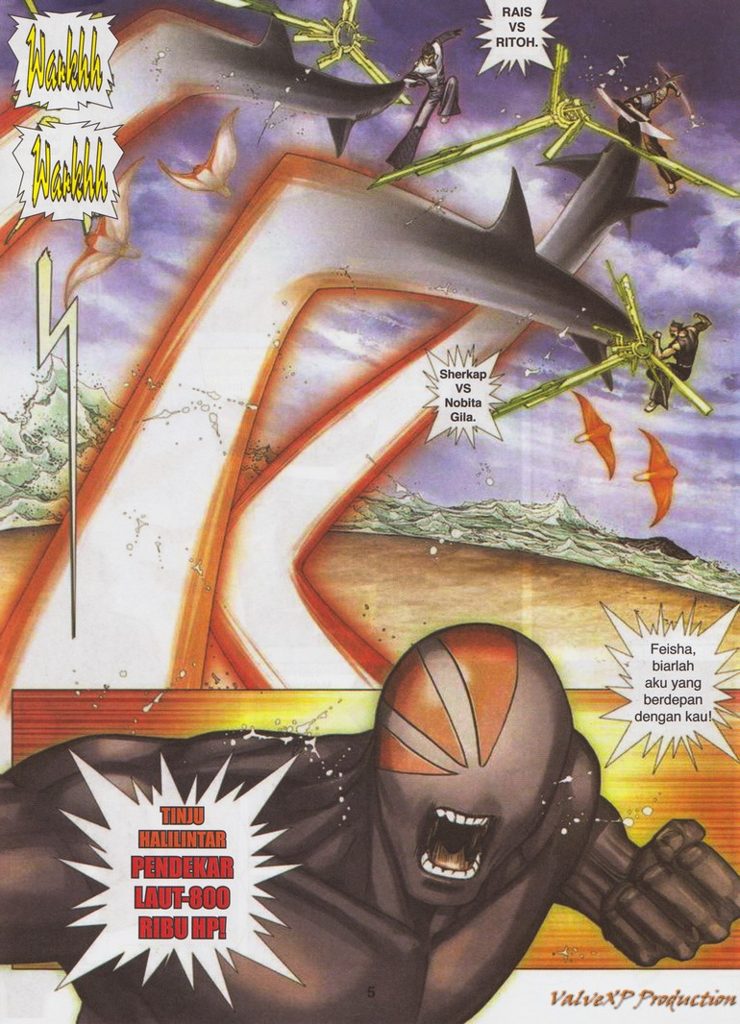 Warkhh
RAIS
VS
RITOH.
Warkhh
Sherkap
VS
Nobita
Gila.
Feisha,
biarlah
aku yang
berdepan
dengan kau!
TINJU
HALILINTAR
PENDEKAR
LAUT-800
RIBU HP!
5
ValveXP Production